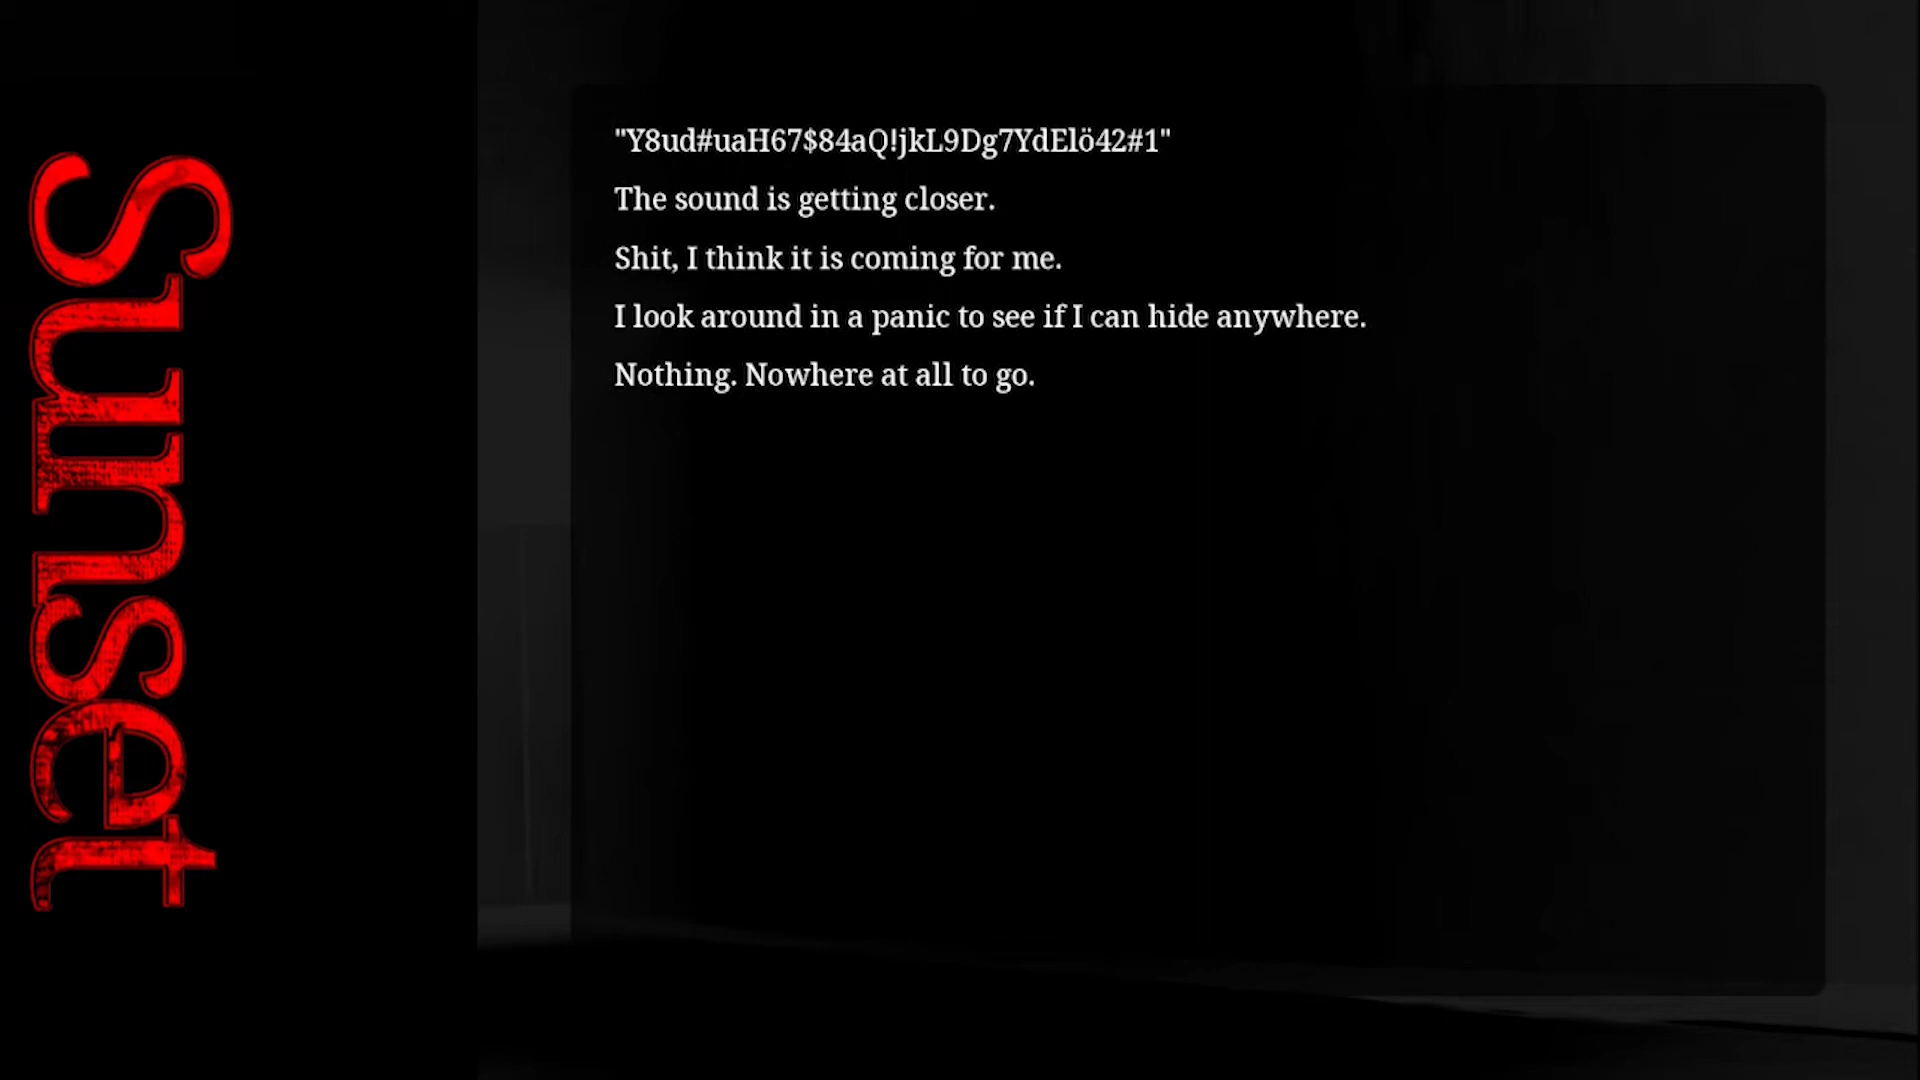 Sunset
"Y8ud#uaH67$84aQ!jkL9Dg7YdElö42#1"
The sound is getting closer.
Shit, I think it is coming for me.
I look around in a panic to see if I can hide anywhere.
Nothing. Nowhere at all to go.